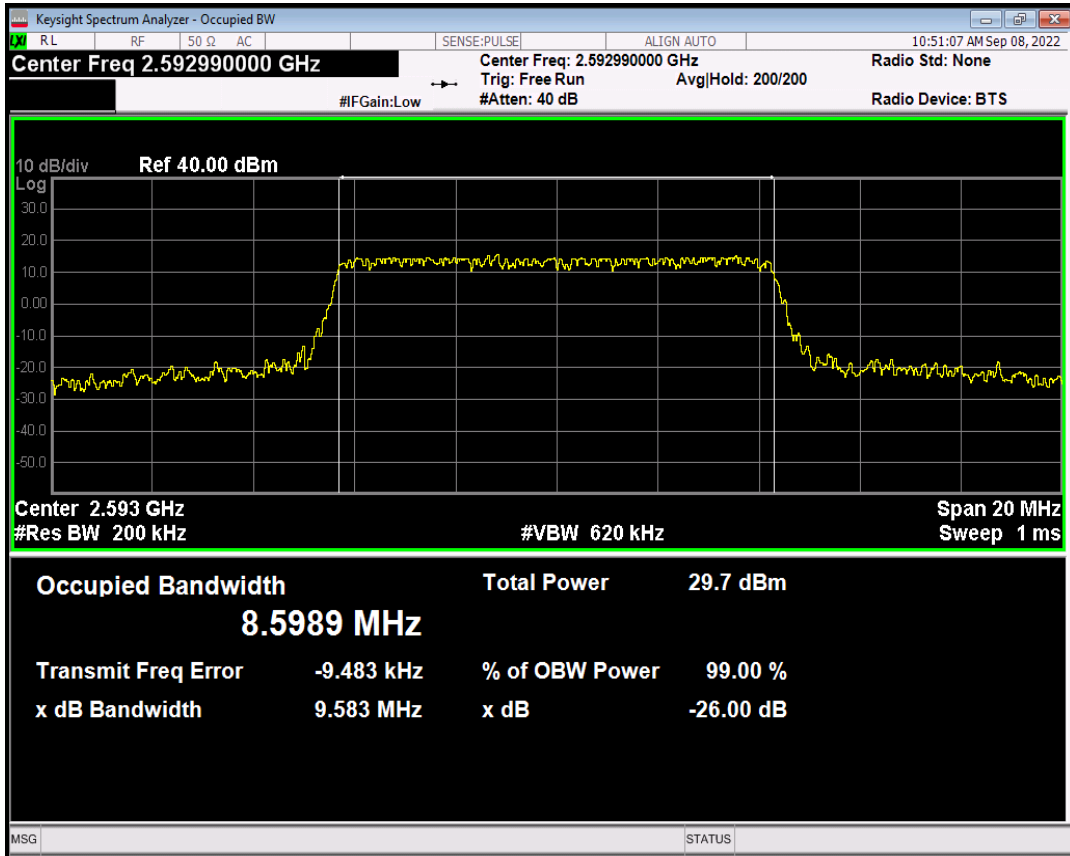 Keysight Spectrum Analyzer - Occupied BW
LXI RL RF 50 Ω AC SENSE:PULSE ALIGN AUTO 10:51:07 AM Sep 08, 2022
Center Freq 2.592990000 GHz Center Freq: 2.592990000 GHz Radio Std: None
Trig: Free Run Avg|Hold: 200/200
#IFGain:Low #Atten: 40 dB Radio Device: BTS
10 dB/div Ref 40.00 dBm
Log
30.0
20.0
10.0
0.00
-10.0
-20.0
-30.0
-40.0
-50.0
Center 2.593 GHz Span 20 MHz
#Res BW 200 kHz #VBW 620 kHz Sweep 1 ms
Occupied Bandwidth Total Power 29.7 dBm
8.5989 MHz
Transmit Freq Error -9.483 kHz % of OBW Power 99.00 %
x dB Bandwidth 9.583 MHz x dB -26.00 dB
MSG STATUS